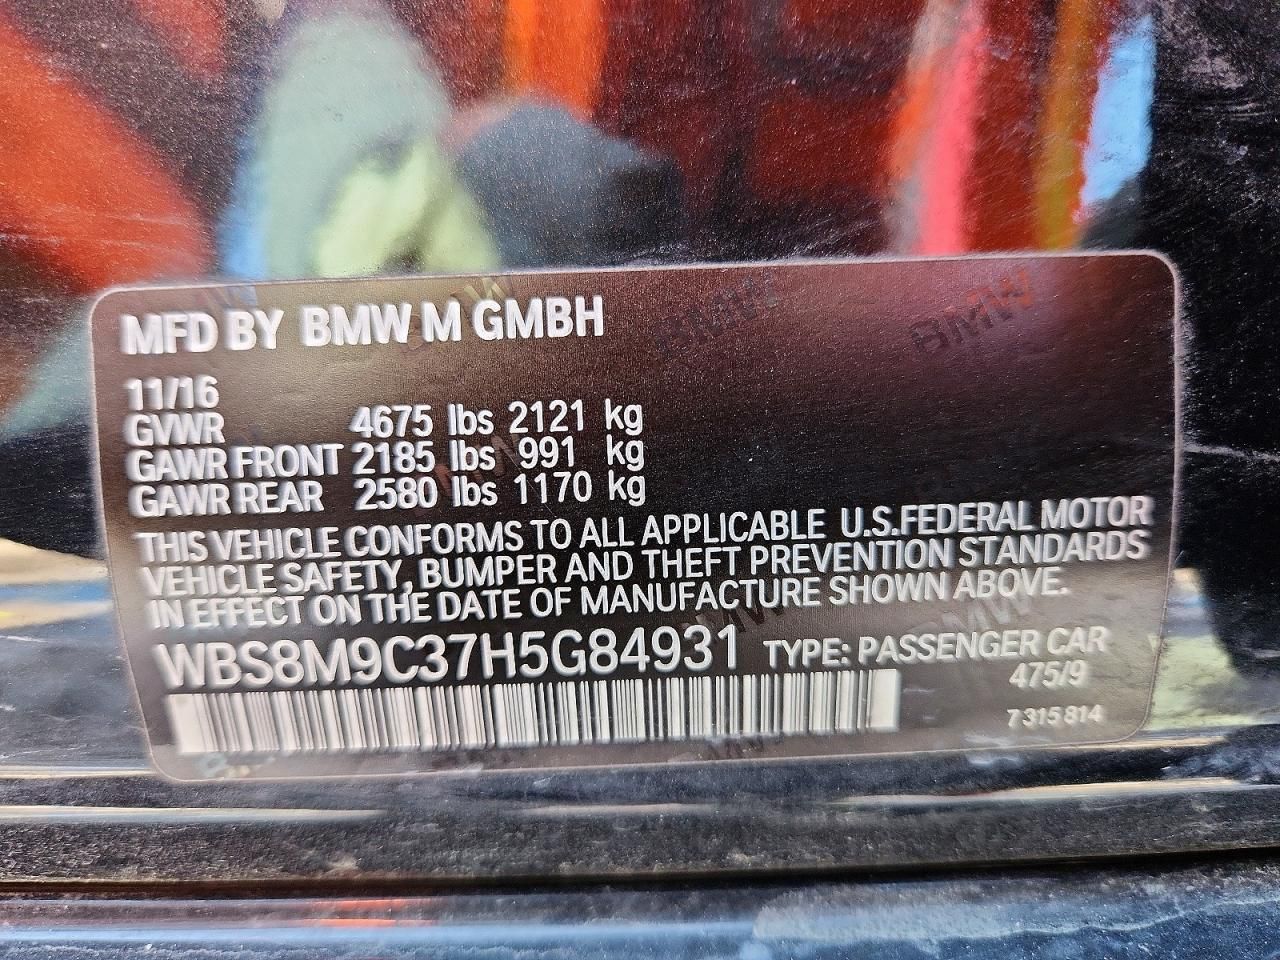 MFD BY BMW M GMBH
11/16
GVWR 4675 lbs 2121 kg
GAWR FRONT 2185 lbs 991 kg
GAWR REAR 2580 lbs 1170 kg
THIS VEHICLE CONFORMS TO ALL APPLICABLE U.S.FEDERAL MOTOR
VEHICLE SAFETY, BUMPER AND THEFT PREVENTION STANDARDS
IN EFFECT ON THE DATE OF MANUFACTURE SHOWN ABOVE.
WBS8M9C37H5G84931 TYPE: PASSENGER CAR
475/9
7 315 814